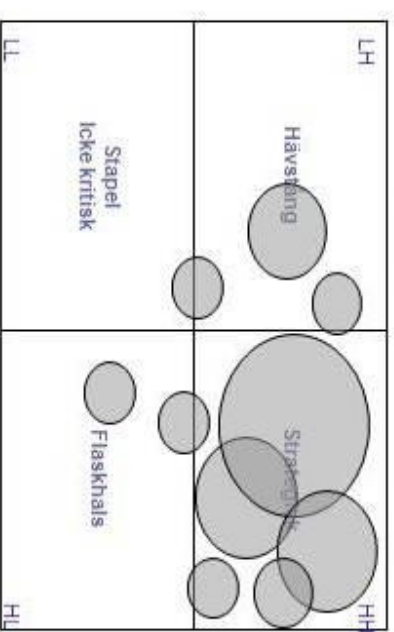 LH
HH
Hävstång
Strategisk
Stapel
Icke kritisk
Flaskhals
LL
HL